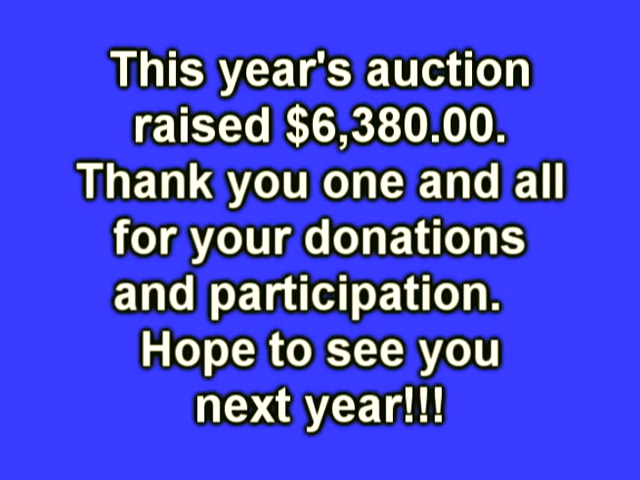 This year's auction
raised $6,380.00.
Thank you one and all
for your donations
and participation.
Hope to see you
next year!!!